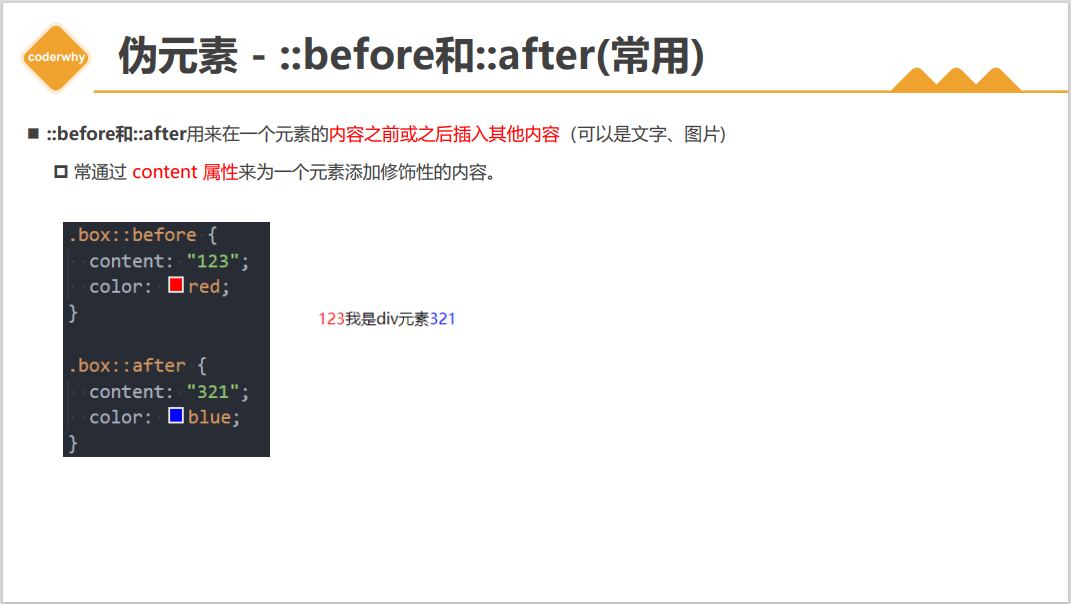 coderwhy
伪元素 - ::before和::after(常用)
::before和::after用来在一个元素的内容之前或之后插入其他内容（可以是文字、图片）
常通过 content 属性来为一个元素添加修饰性的内容。
.box::before {
content: "123";
color: red;
}
.box::after {
content: "321";
color: blue;
}
123我是div元素321